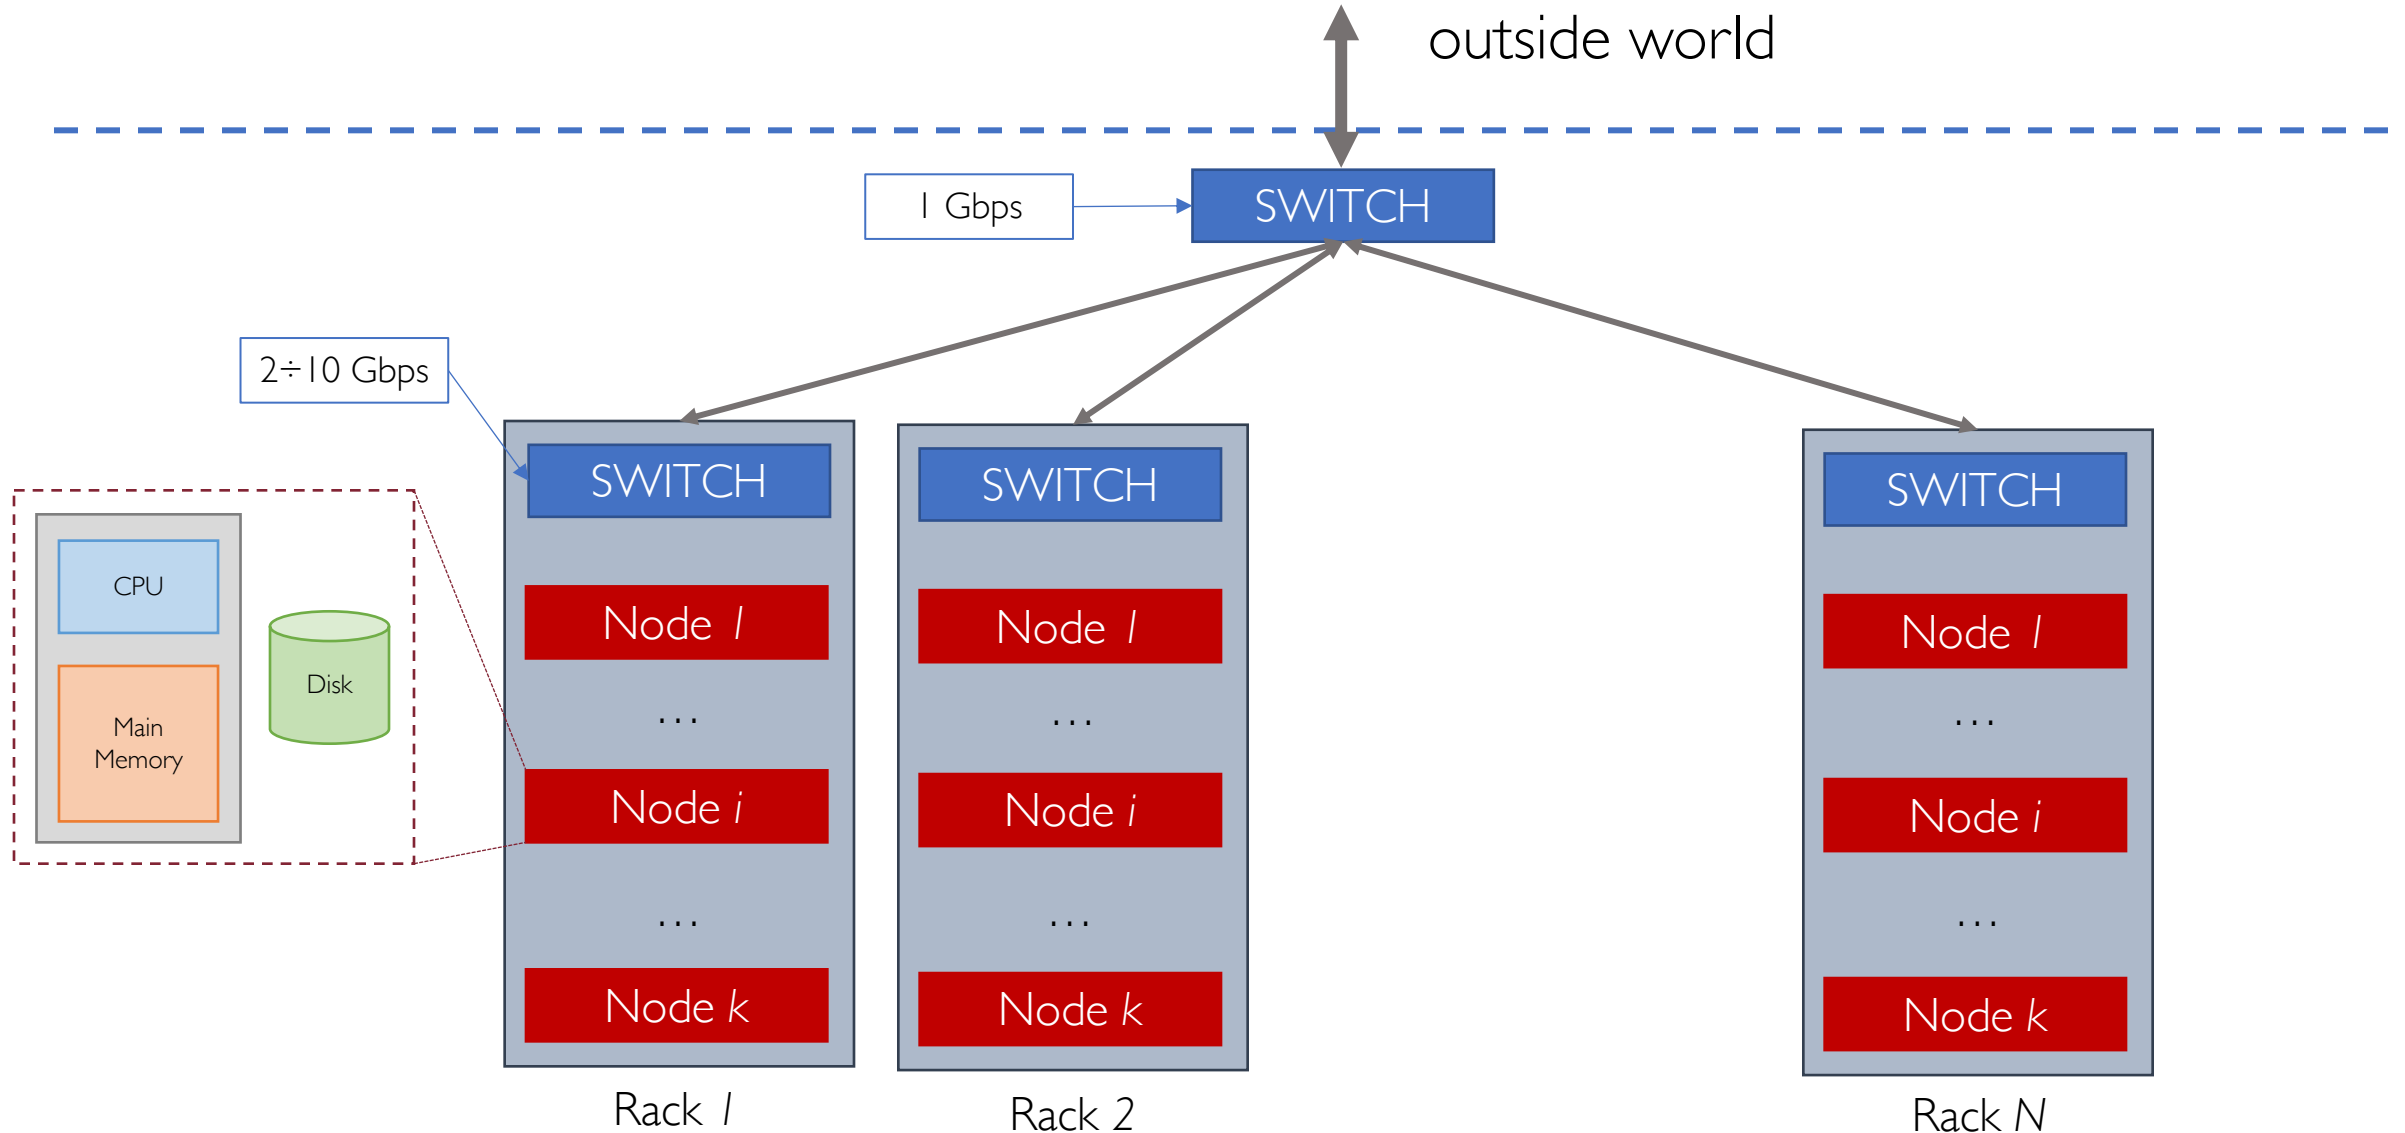 outside world
1 Gbps
SWITCH
2÷10 Gbps
SWITCH
SWITCH
SWITCH
CPU
Main
Memory
Disk
Node 1
...
Node i
...
Node k
Rack 1
Node 1
...
Node i
...
Node k
Rack 2
Node 1
...
Node i
...
Node k
Rack N